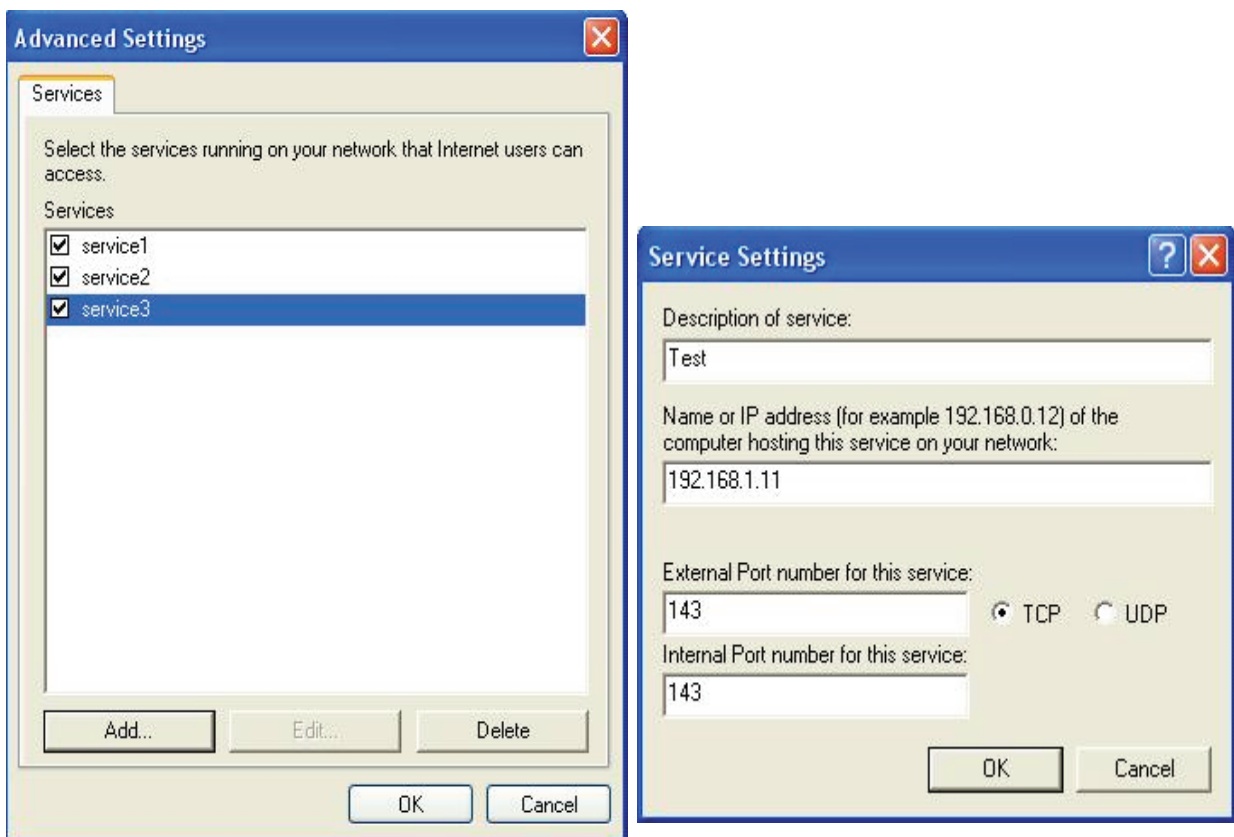 Advanced Settings
Services
Select the services running on your network that Internet users can
access.
Services
service1
service2
service3
Add...
Edit...
Delete
OK
Cancel
Service Settings
Description of service:
Test
Name or IP address (for example 192.168.0.12) of the
computer hosting this service on your network:
192.168.1.11
External Port number for this service:
143
TCP
UDP
Internal Port number for this service:
143
OK
Cancel